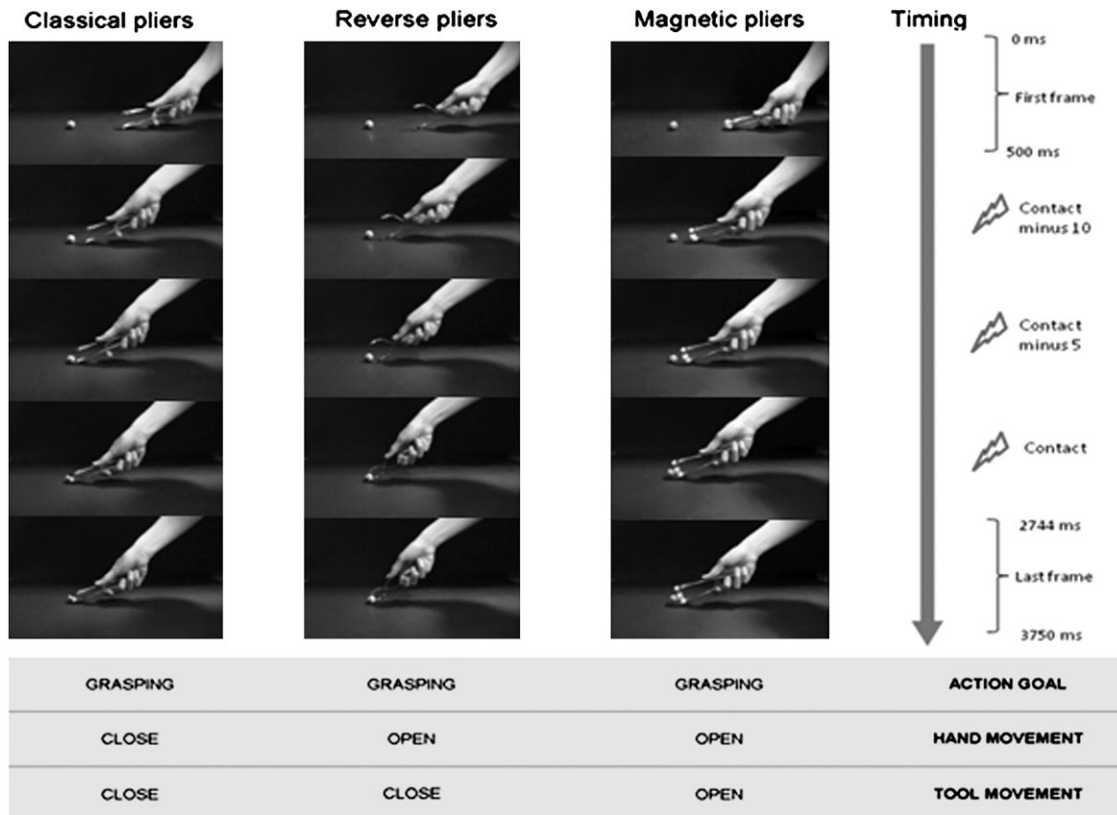 Classical pliers
Reverse pliers
Magnetic pliers
Timing
0 ms
First frame
500 ms
Contact
minus 10
Contact
minus 5
Contact
2744 ms
Last frame
3750 ms
GRASPING GRASPING GRASPING ACTION GOAL
CLOSE OPEN OPEN HAND MOVEMENT
CLOSE CLOSE OPEN TOOL MOVEMENT